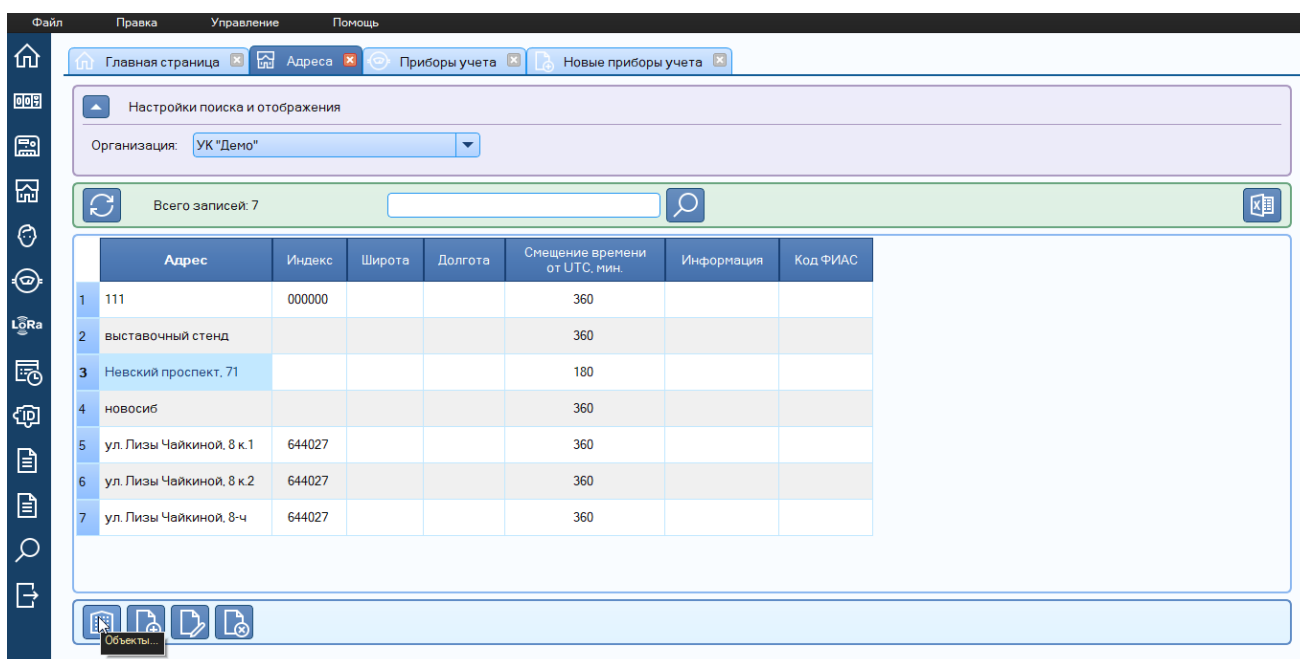 Файл Правка Управление Помощь
Главная страница Адреса Приборы учета Новые приборы учета
Настройки поиска и отображения
Организация: УК "Демо"
Всего записей: 7
Адрес Индекс Широта Долгота Смещение времени от UTC, мин. Информация Код ФИАС
1 111 000000 360
2 выставочный стенд 360
3 Невский проспект, 71 180
4 новосиб 360
5 ул. Лизы Чайкиной, 8 к.1 644027 360
6 ул. Лизы Чайкиной, 8 к.2 644027 360
7 ул. Лизы Чайкиной, 8-ч 644027 360
LoRa
ID
Объекты...